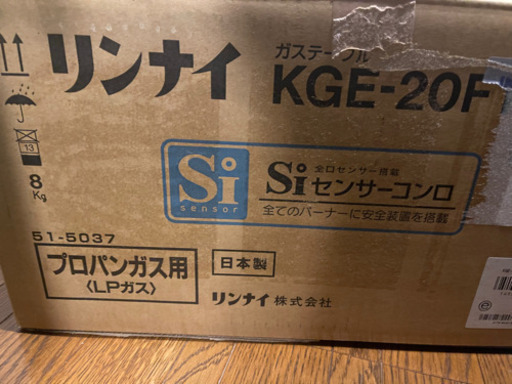 リンナイ
ガステーブル
KGE-20F
Si
sensor
全口センサー搭載
Siセンサーコンロ
全てのバーナーに安全装置を搭載
13
8
Kg
51-5037
プロパンガス用
〈LPガス〉
日本製
リンナイ株式会社